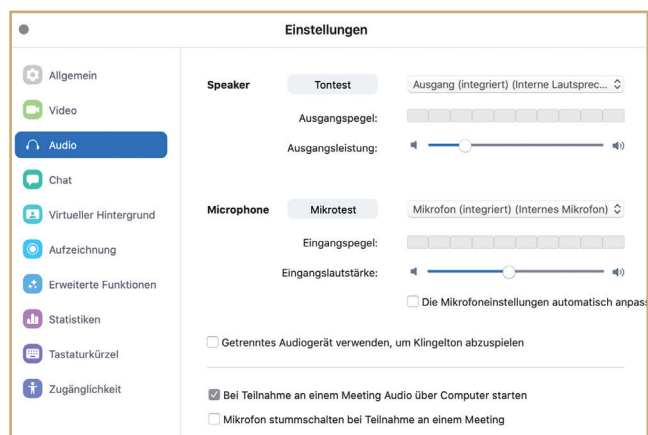 Einstellungen
Allgemein
Video
Audio
Chat
Virtueller Hintergrund
Aufzeichnung
Erweiterte Funktionen
Statistiken
Tastaturkürzel
Zugänglichkeit
Speaker Tontest Ausgang (integriert) (Interne Lautsprec...
Ausgangspegel:
Ausgangsleistung:
Microphone Mikrotest Mikrofon (integriert) (Internes Mikrofon)
Eingangspegel:
Eingangslautstärke:
Die Mikrofoneinstellungen automatisch anpas
Getrenntes Audiogerät verwenden, um Klingelton abzuspielen
Bei Teilnahme an einem Meeting Audio über Computer starten
Mikrofon stummschalten bei Teilnahme an einem Meeting